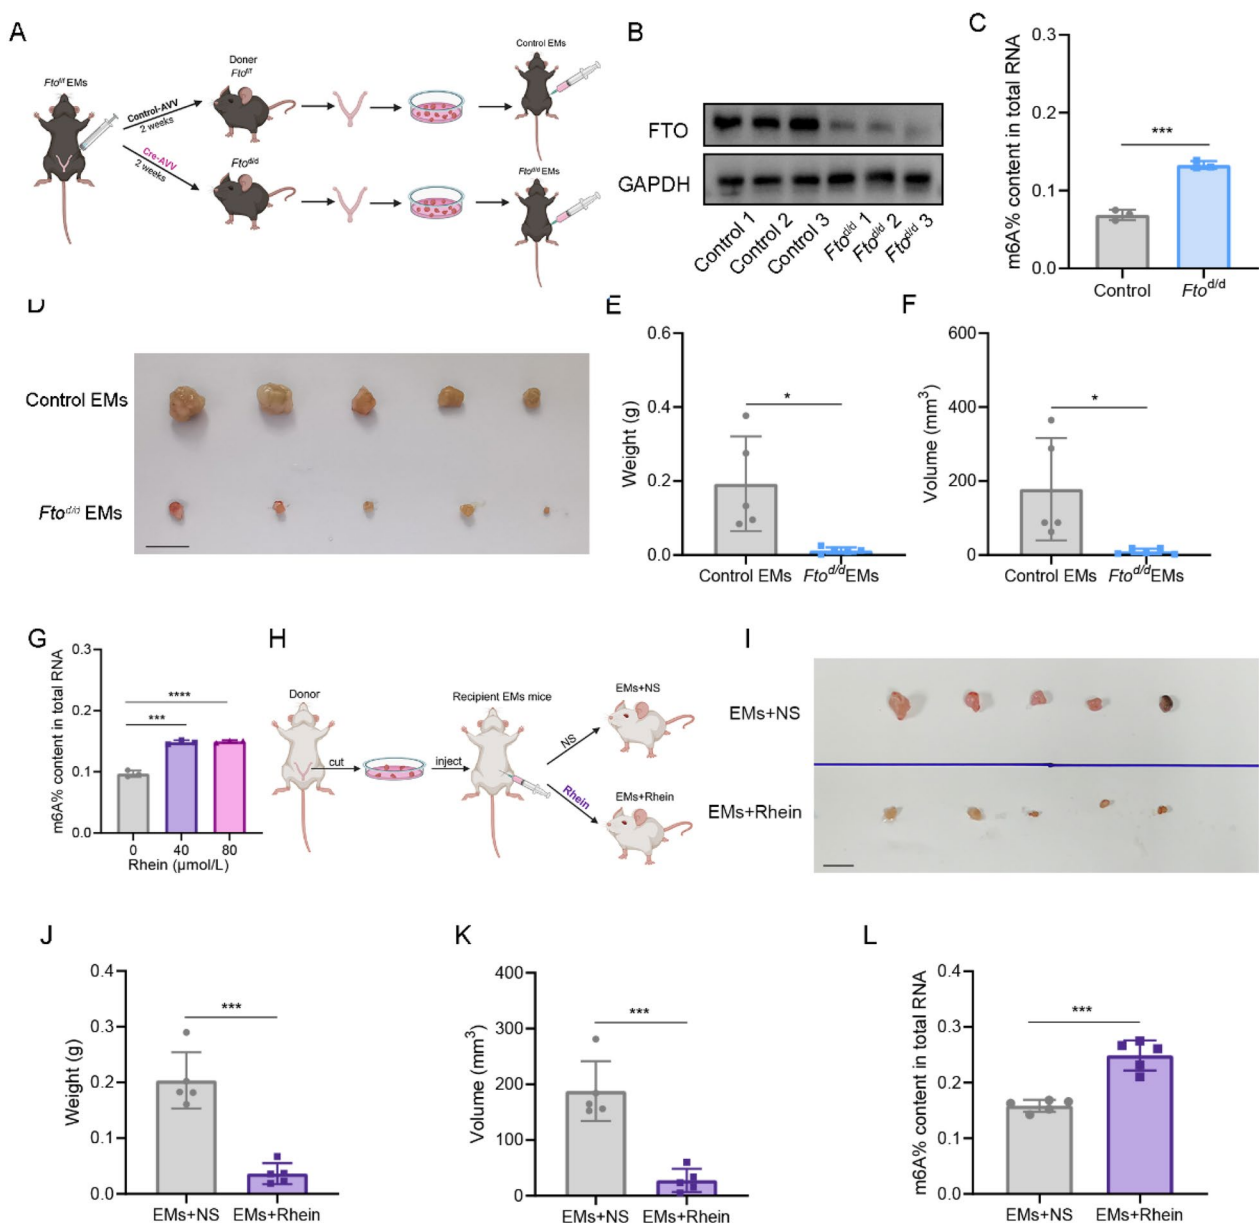 A
Fto^f/f EMs
Control-AVV
2 weeks
Cre-AVV
2 weeks
Doner
Fto^f/f
Fto^d/d
Control EMs
Fto^d/d EMs
B
FTO
GAPDH
Control 1
Control 2
Control 3
Fto^d/d 1
Fto^d/d 2
Fto^d/d 3
C
m6A% content in total RNA
0.3
0.2
0.1
0.0
***
Control
Fto^d/d
D
Control EMs
Fto^d/d EMs
E
Weight (g)
0.6
0.4
0.2
0.0
*
Control EMs
Fto^d/dEMs
F
Volume (mm³)
600
400
200
0
*
Control EMs
Fto^d/dEMs
G
m6A% content in total RNA
0.3
0.2
0.1
0.0
****
***
0
40
80
Rhein (µmol/L)
H
Donor
cut
inject
Recipient EMs mice
NS
Rhein
EMs+NS
EMs+Rhein
I
EMs+NS
EMs+Rhein
J
Weight (g)
0.4
0.3
0.2
0.1
0.0
***
EMs+NS
EMs+Rhein
K
Volume (mm³)
400
300
200
100
0
***
EMs+NS
EMs+Rhein
L
m6A% content in total RNA
0.4
0.3
0.2
0.1
0.0
***
EMs+NS
EMs+Rhein